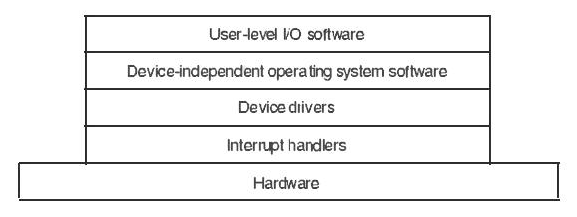 User-level I/O software
Device-independent operating system software
Device drivers
Interrupt handlers
Hardware